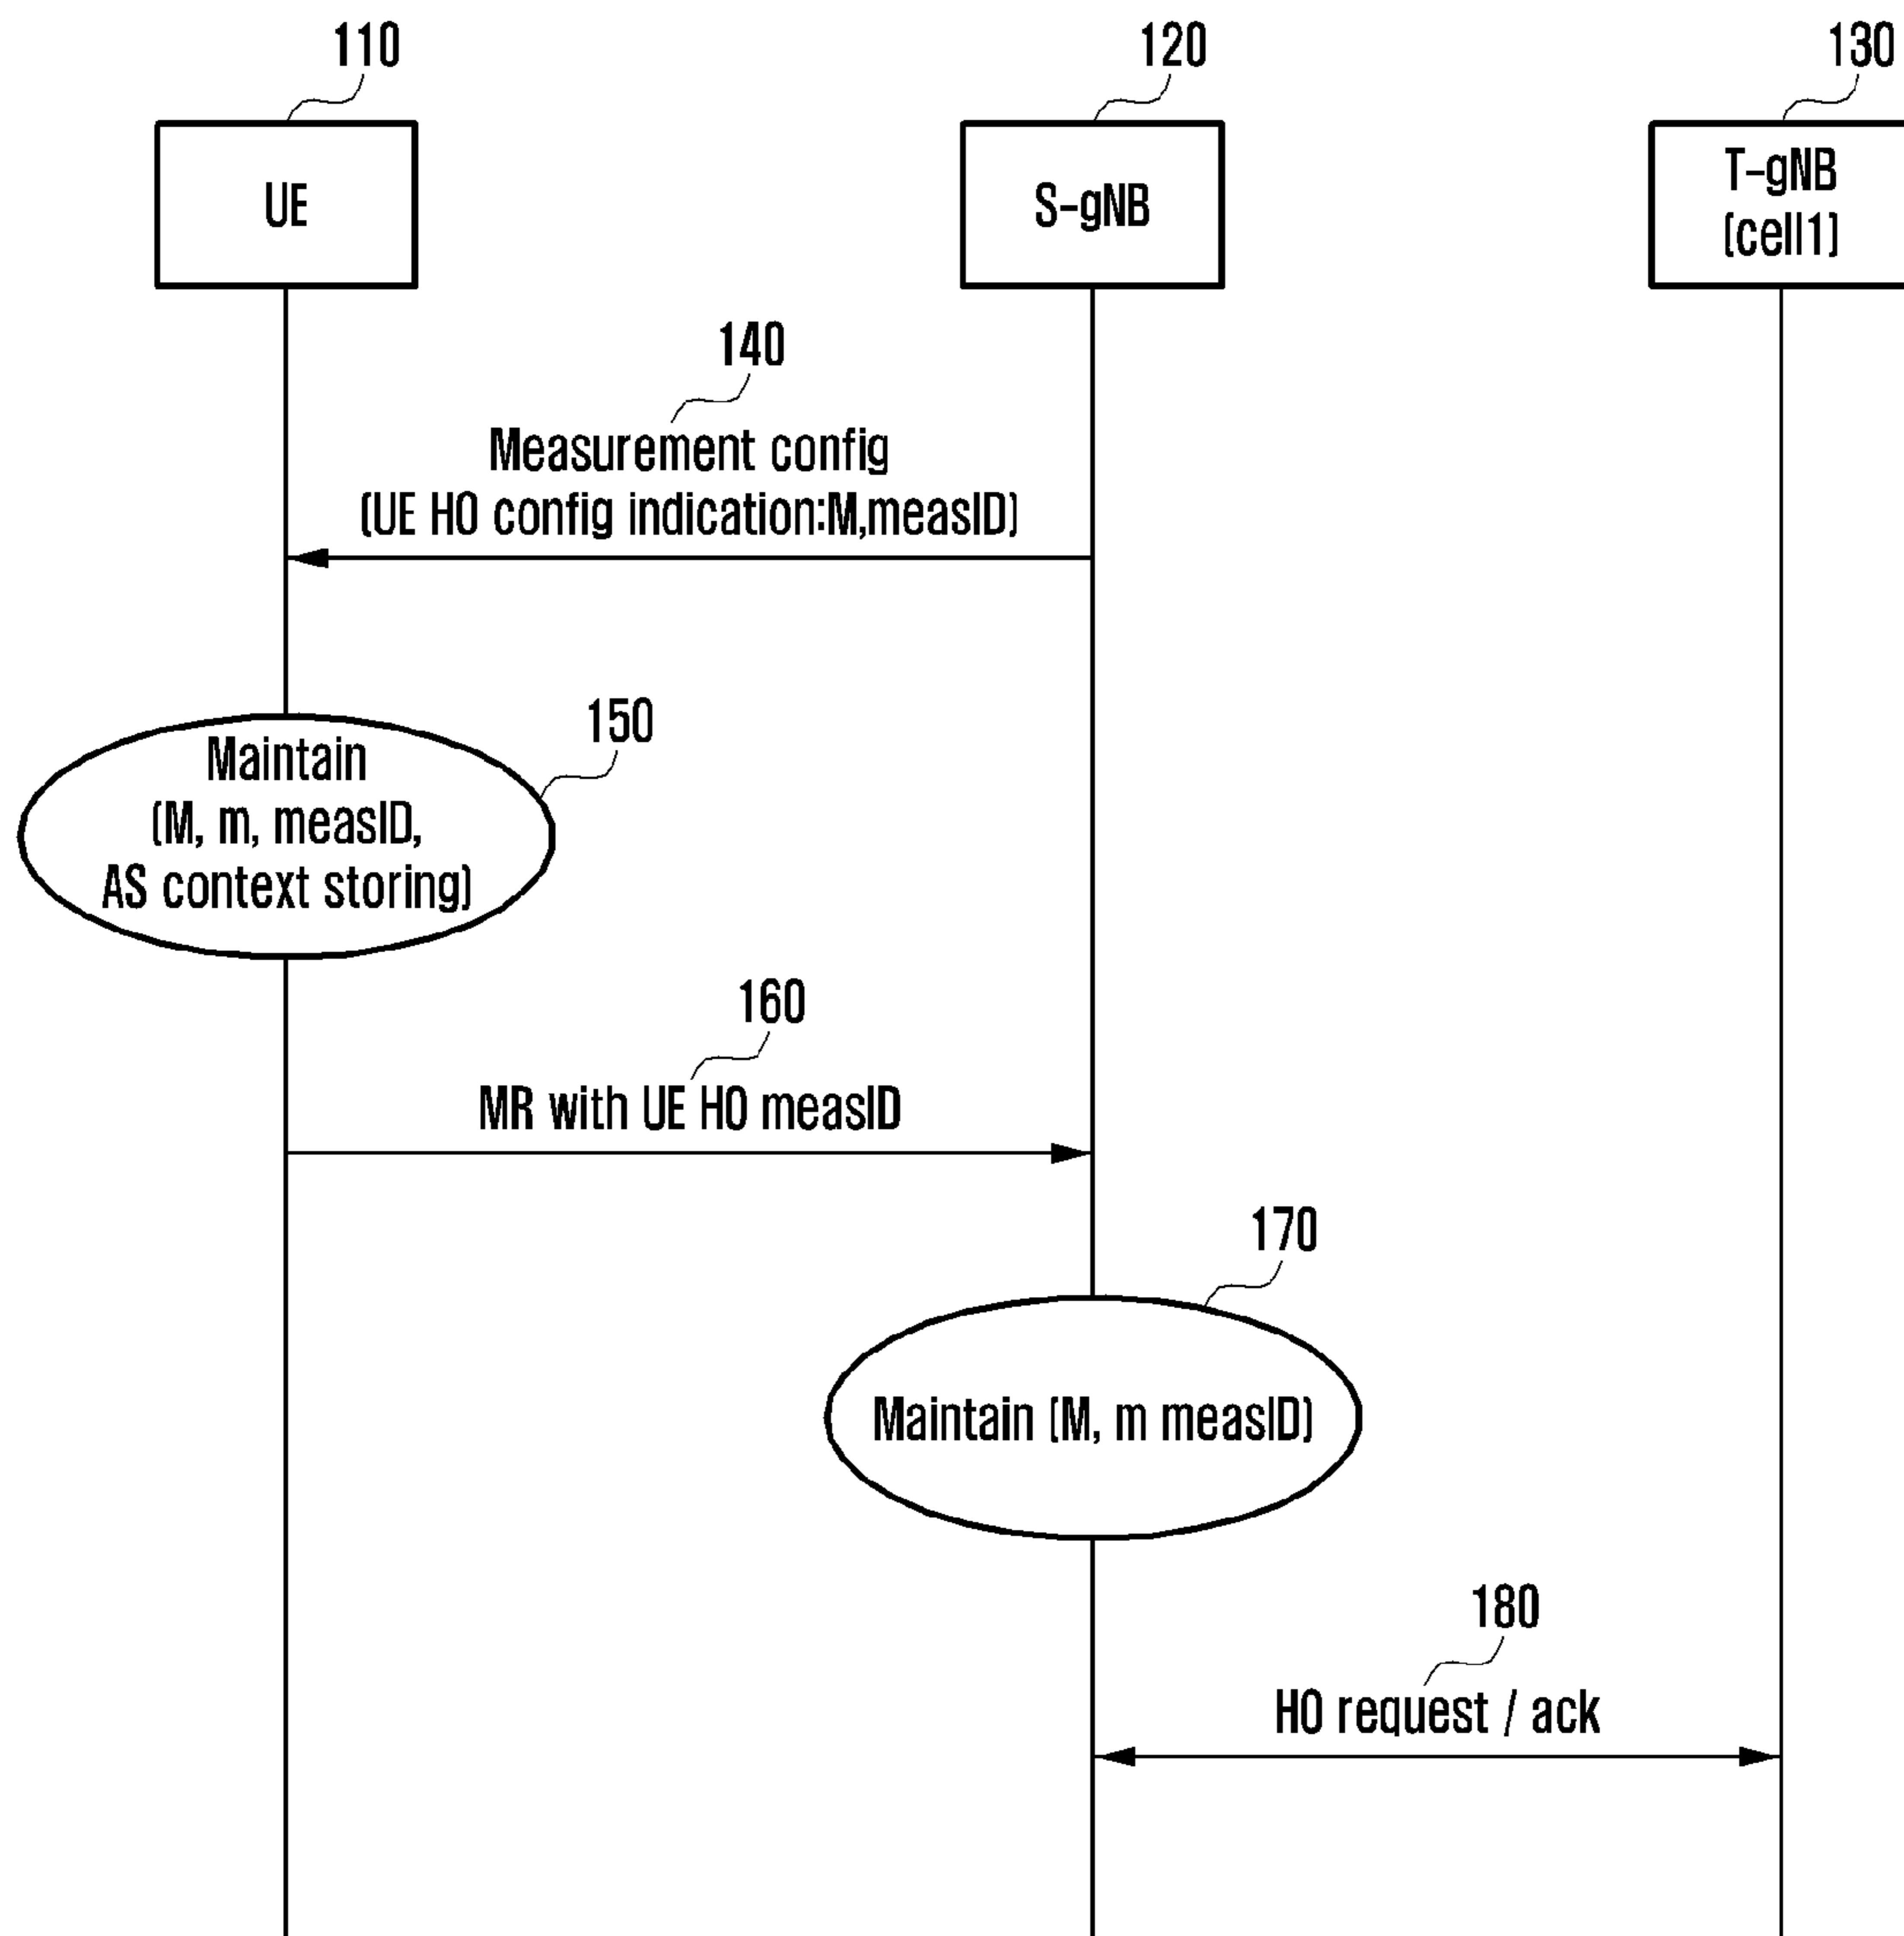 110
120
130
UE
S-gNB
T-gNB
(cell1)
140
Measurement config
(UE HO config indication:M,measID)
150
Maintain
(M, m, measID,
AS context storing)
160
MR with UE HO measID
170
Maintain (M, m measID)
180
HO request / ack